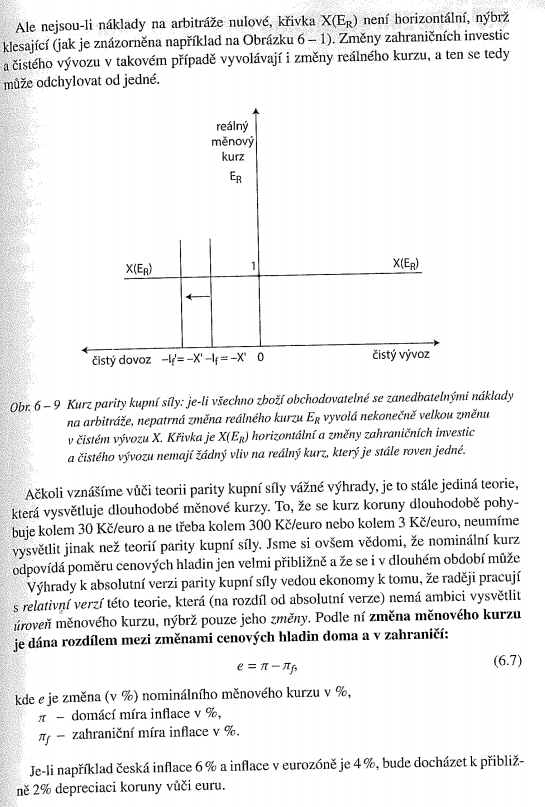 Ale nejsou-li náklady na arbitráže nulové, křivka X(E_R) není horizontální, nýbrž
klesající (jak je znázorněna například na Obrázku 6 – 1). Změny zahraničních investic
a čistého vývozu v takovém případě vyvolávají i změny reálného kurzu, a ten se tedy
může odchylovat od jedné.
reálný
měnový
kurz
E_R
X(E_R)
1
X(E_R)
čistý dovoz
–I_f'= –X'
–I_f = –X'
0
čistý vývoz
Obr. 6 – 9 Kurz parity kupní síly: je-li všechno zboží obchodovatelné se zanedbatelnými náklady
na arbitráže, nepatrná změna reálného kurzu E_R vyvolá nekonečně velkou změnu
v čistém vývozu X. Křivka je X(E_R) horizontální a změny zahraničních investic
a čistého vývozu nemají žádný vliv na reálný kurz, který je stále roven jedné.
Ačkoli vznášíme vůči teorii parity kupní síly vážné výhrady, je to stále jediná teorie,
která vysvětluje dlouhodobé měnové kurzy. To, že se kurz koruny dlouhodobě pohy-
buje kolem 30 Kč/euro a ne třeba kolem 300 Kč/euro nebo kolem 3 Kč/euro, neumíme
vysvětlit jinak než teorií parity kupní síly. Jsme si ovšem vědomi, že nominální kurz
odpovídá poměru cenových hladin jen velmi přibližně a že se i v dlouhém období může
Výhrady k absolutní verzi parity kupní síly vedou ekonomy k tomu, že raději pracují
s relativní verzí této teorie, která (na rozdíl od absolutní verze) nemá ambici vysvětlit
úroveň měnového kurzu, nýbrž pouze jeho změny. Podle ní změna měnového kurzu
je dána rozdílem mezi změnami cenových hladin doma a v zahraničí:
e = π – π_f, (6.7)
kde e je změna (v %) nominálního měnového kurzu v %,
π – domácí míra inflace v %,
π_f – zahraniční míra inflace v %.
Je-li například česká inflace 6 % a inflace v eurozóně je 4 %, bude docházet k přibliž-
ně 2% depreciaci koruny vůči euru.